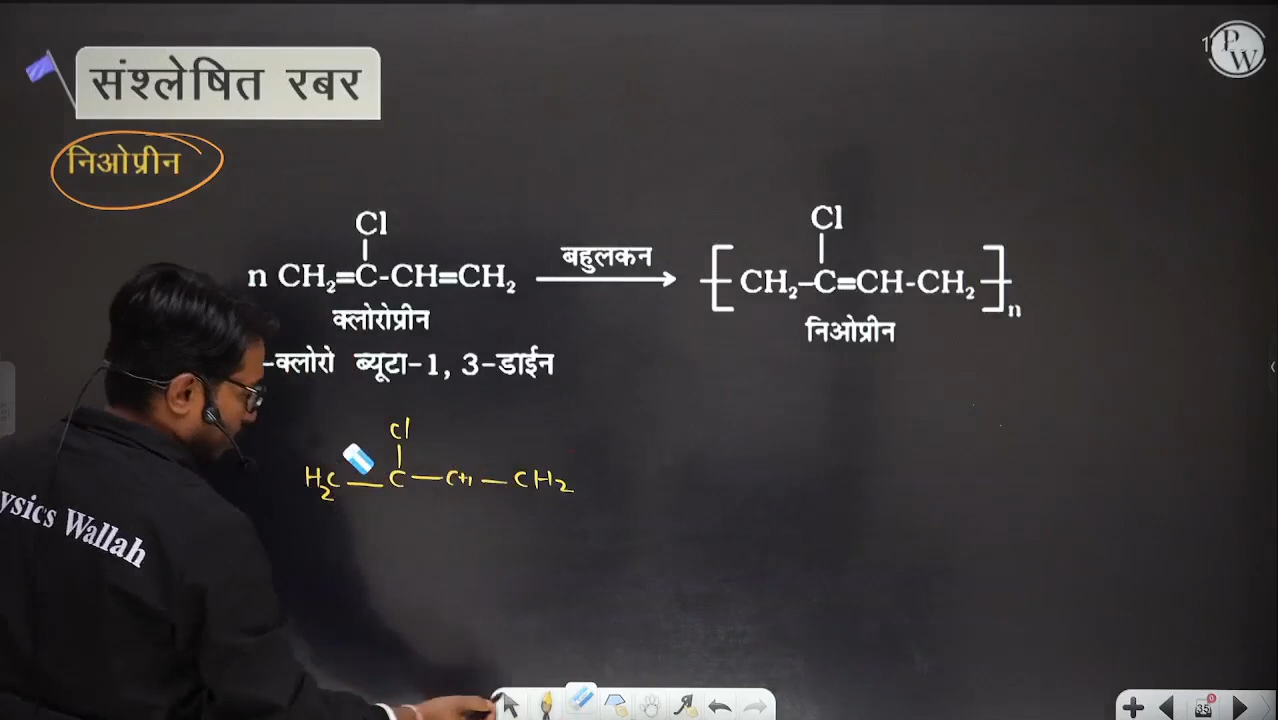 संश्लेषित रबर
PW
निओप्रीन
Cl
n CH₂=C-CH=CH₂
क्लोरोप्रीन
-क्लोरो ब्यूटा-1, 3-डाईन
बहुलकन
Cl
[CH₂-C=CH-CH₂]n
निओप्रीन
Cl
H₂C — C — CH — CH₂
ysics Wallah
35